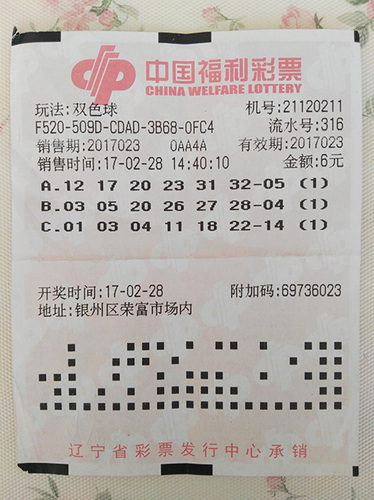 中国福利彩票
CHINA WELFARE LOTTERY
玩法:双色球 机号:21120211
F520-509D-CDAD-3B68-0FC4 流水号:316
销售期:2017023 0AA4A 有效期:2017023
销售时间:17-02-28 14:40:10 金额:6元
A.12 17 20 23 31 32-05 (1)
B.03 05 20 26 27 28-04 (1)
C.01 03 04 11 18 22-14 (1)
开奖时间:17-02-28 附加码:69736023
地址:银州区荣富市场内
辽宁省彩票发行中心承销